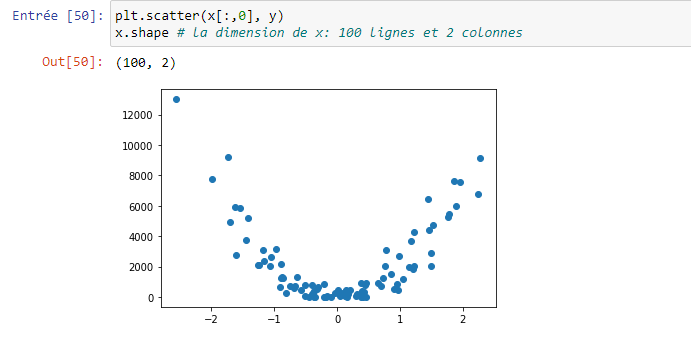 Entrée [50]: plt.scatter(x[:,0], y)
x.shape # la dimension de x: 100 lignes et 2 colonnes
Out[50]: (100, 2)
12000
10000
8000
6000
4000
2000
0
−2 −1 0 1 2